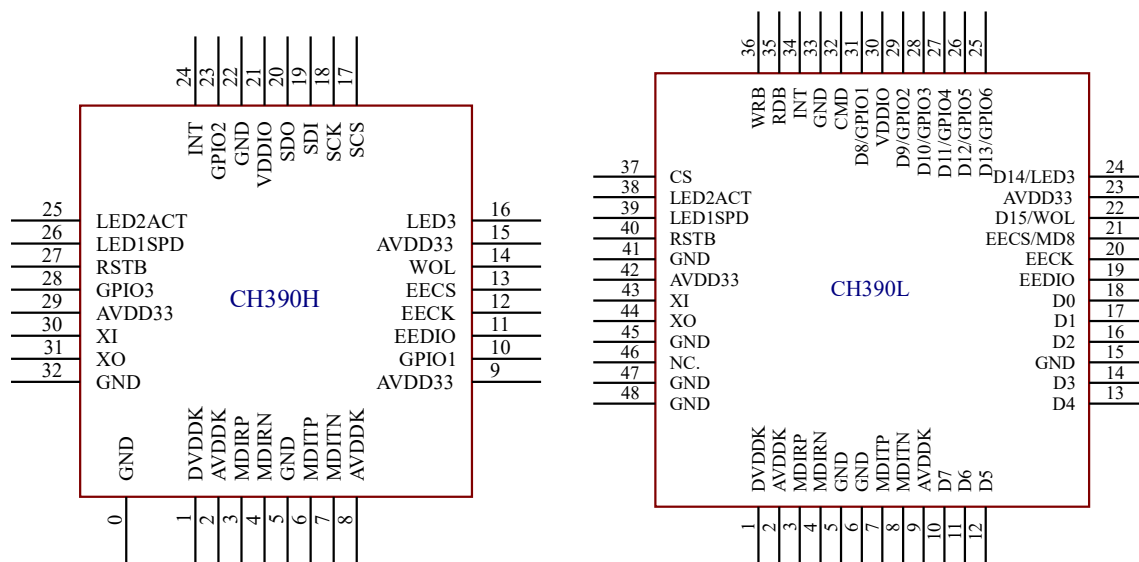 24 23 22 21 20 19 18 17
INT GPIO2 GND VDDIO SDO SDI SCK SCS
25 LED2ACT LED3 16
26 LED1SPD AVDD33 15
27 RSTB WOL 14
28 GPIO3 EECS 13
29 AVDD33 EECK 12
30 XI EEDIO 11
31 XO GPIO1 10
32 GND AVDD33 9
CH390H
GND DVDDK AVDDK MDIRP MDIRN GND MDITP MDITN AVDDK
0 1 2 3 4 5 6 7 8
36 35 34 33 32 31 30 29 28 27 26 25
WRB RDB INT GND CMD D8/GPIO1 VDDIO D9/GPIO2 D10/GPIO3 D11/GPIO4 D12/GPIO5 D13/GPIO6
37 CS D14/LED3 24
38 LED2ACT AVDD33 23
39 LED1SPD D15/WOL 22
40 RSTB EECS/MD8 21
41 GND EECK 20
42 AVDD33 EEDIO 19
43 XI D0 18
44 XO D1 17
45 GND D2 16
46 NC. GND 15
47 GND D3 14
48 GND D4 13
CH390L
DVDDK AVDDK MDIRP MDIRN GND GND MDITP MDITN AVDDK D7 D6 D5
1 2 3 4 5 6 7 8 9 10 11 12